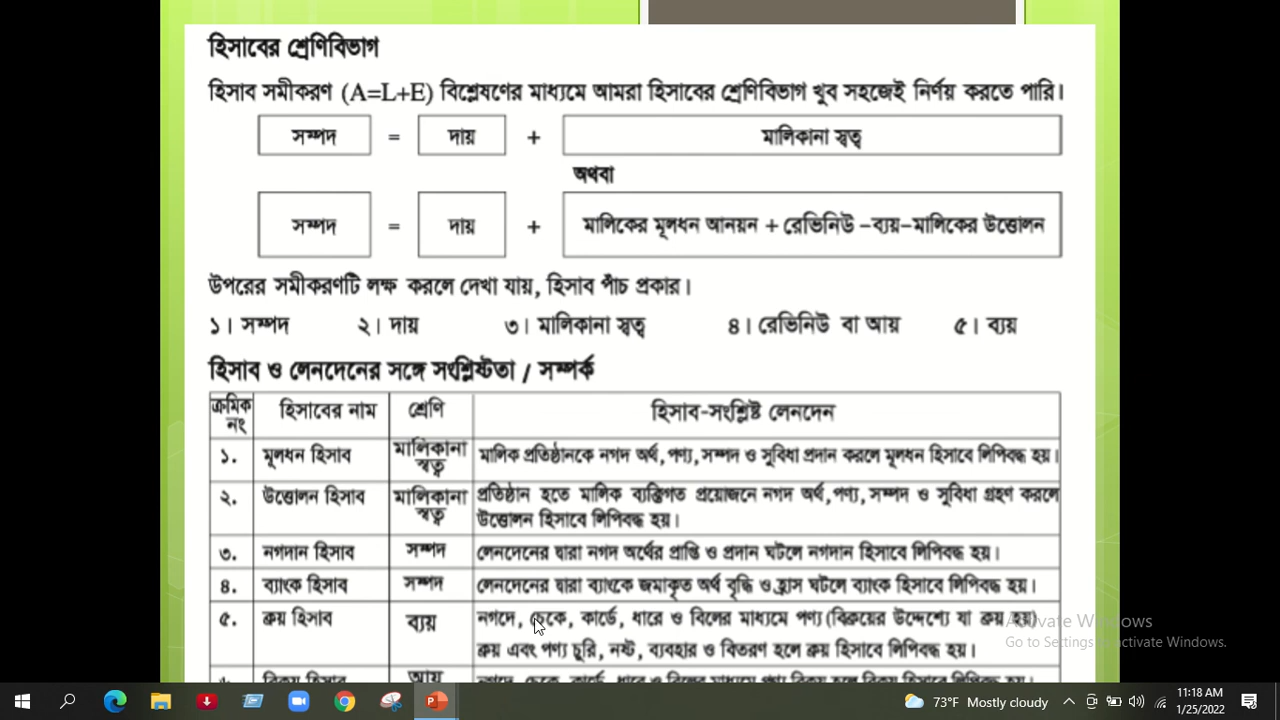 হিসাবের শ্রেণিবিভাগ
হিসাব সমীকরণ (A=L+E) বিশ্লেষণের মাধ্যমে আমরা হিসাবের শ্রেণিবিভাগ খুব সহজেই নির্ণয় করতে পারি।
সম্পদ = দায় + মালিকানা স্বত্ব
অথবা
সম্পদ = দায় + মালিকের মূলধন আনয়ন + রেভিনিউ –ব্যয়–মালিকের উত্তোলন
উপরের সমীকরণটি লক্ষ করলে দেখা যায়, হিসাব পাঁচ প্রকার।
১। সম্পদ ২। দায় ৩। মালিকানা স্বত্ব ৪। রেভিনিউ বা আয় ৫। ব্যয়
হিসাব ও লেনদেনের সঙ্গে সংশ্লিষ্টতা / সম্পর্ক
ক্রমিক নং হিসাবের নাম শ্রেণি হিসাব-সংশ্লিষ্ট লেনদেন
১. মূলধন হিসাব মালিকানা স্বত্ব মালিক প্রতিষ্ঠানকে নগদ অর্থ, পণ্য, সম্পদ ও সুবিধা প্রদান করলে মূলধন হিসাবে লিপিবদ্ধ হয়।
২. উত্তোলন হিসাব মালিকানা স্বত্ব প্রতিষ্ঠান হতে মালিক ব্যক্তিগত প্রয়োজনে নগদ অর্থ, পণ্য, সম্পদ ও সুবিধা গ্রহণ করলে
উত্তোলন হিসাবে লিপিবদ্ধ হয়।
৩. নগদান হিসাব সম্পদ লেনদেনের দ্বারা নগদ অর্থের প্রাপ্তি ও প্রদান ঘটলে নগদান হিসাবে লিপিবদ্ধ হয়।
৪. ব্যাংক হিসাব সম্পদ লেনদেনের দ্বারা ব্যাংকে জমাকৃত অর্থ বৃদ্ধি ও হ্রাস ঘটলে ব্যাংক হিসাবে লিপিবদ্ধ হয়।
৫. ক্রয় হিসাব ব্যয় নগদে, চেকে, কার্ডে, ধারে ও বিলের মাধ্যমে পণ্য (বিক্রয়ের উদ্দেশ্যে যা ক্রয় হয়)
ক্রয় এবং পণ্য চুরি, নষ্ট, ব্যবহার ও বিতরণ হলে ক্রয় হিসাবে লিপিবদ্ধ হয়।
Activate Windows
Go to Settings to activate Windows.
73°F Mostly cloudy
11:18 AM
1/25/2022